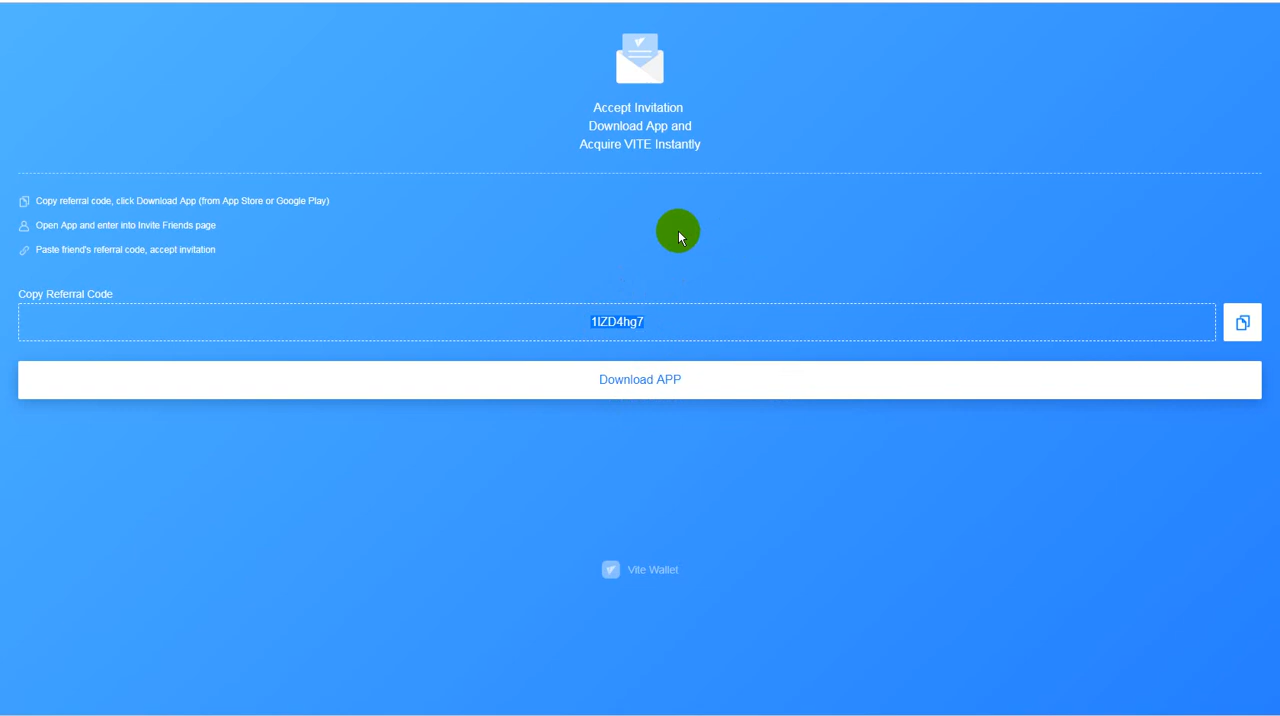 Accept Invitation
Download App and
Acquire VITE Instantly
Copy referral code, click Download App (from App Store or Google Play)
Open App and enter into Invite Friends page
Paste friend's referral code, accept invitation
Copy Referral Code
1lZD4hg7
Download APP
Vite Wallet